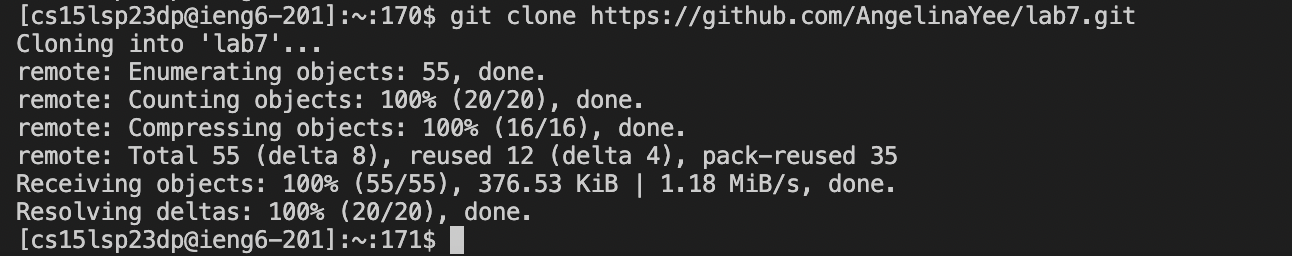 [cs15lsp23dp@ieng6-201]:~:170$ git clone https://github.com/AngelinaYee/lab7.git
Cloning into 'lab7'...
remote: Enumerating objects: 55, done.
remote: Counting objects: 100% (20/20), done.
remote: Compressing objects: 100% (16/16), done.
remote: Total 55 (delta 8), reused 12 (delta 4), pack-reused 35
Receiving objects: 100% (55/55), 376.53 KiB | 1.18 MiB/s, done.
Resolving deltas: 100% (20/20), done.
[cs15lsp23dp@ieng6-201]:~:171$